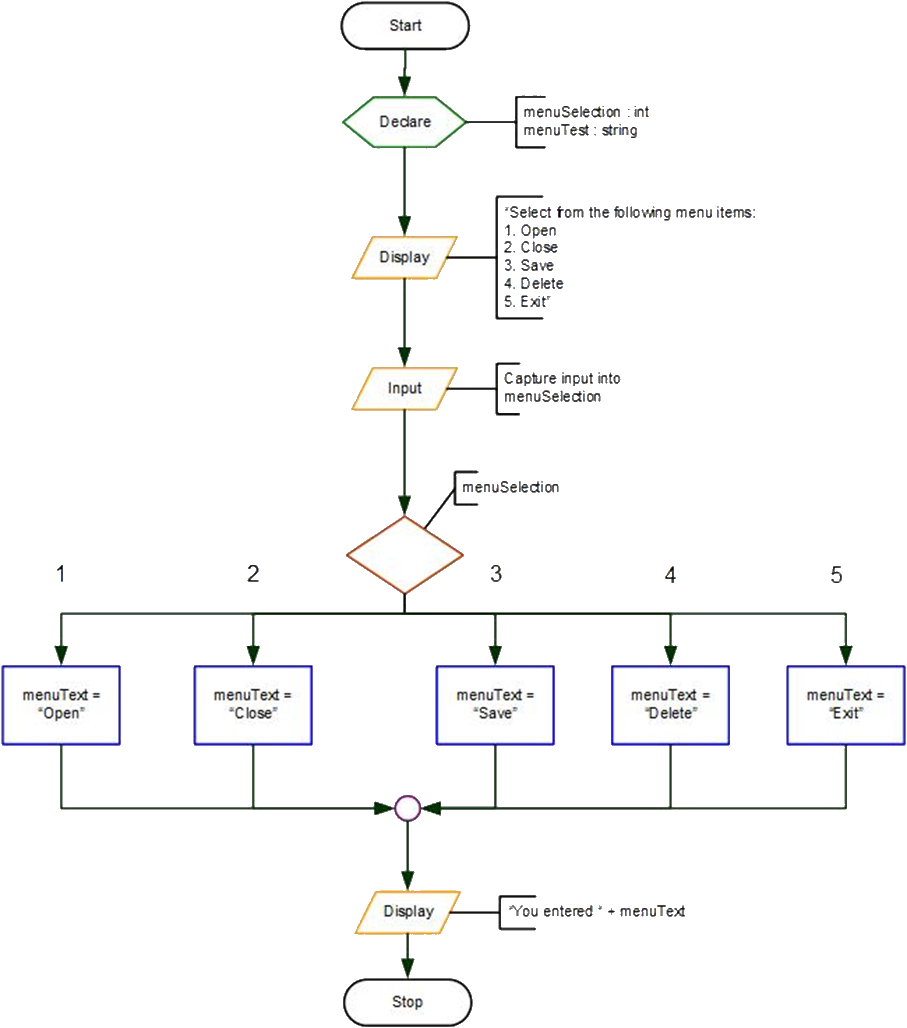 Start
Declare
menuSelection : int
menuTest : string
Display
“Select from the following menu items:
1. Open
2. Close
3. Save
4. Delete
5. Exit”
Input
Capture input into
menuSelection
menuSelection
1
2
3
4
5
menuText =
“Open”
menuText =
“Close”
menuText =
“Save”
menuText =
“Delete”
menuText =
“Exit”
Display
“You entered “ + menuText
Stop